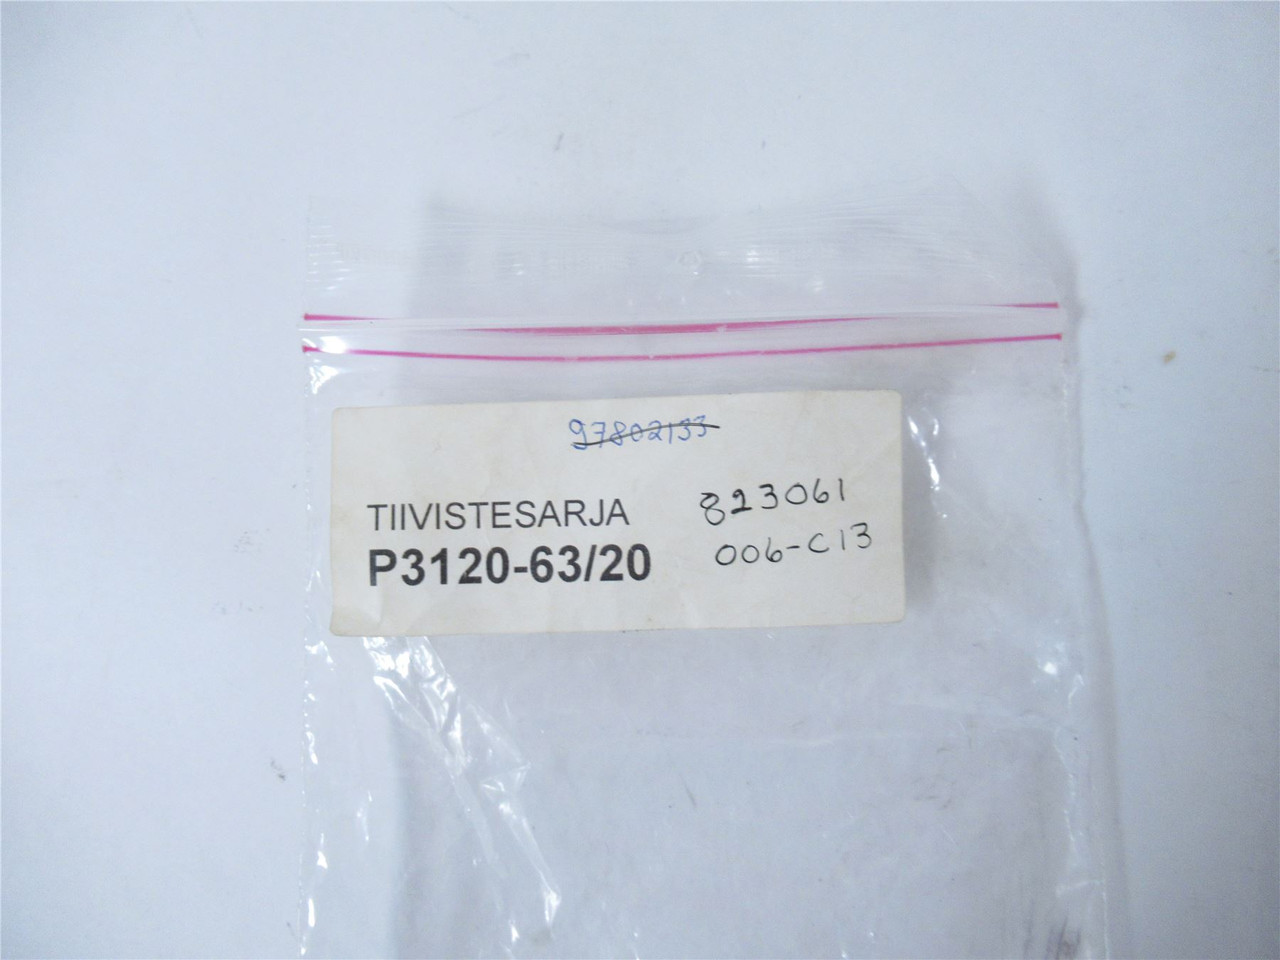 97802133
TIIVISTESARJA
823061
P3120-63/20
006-C13